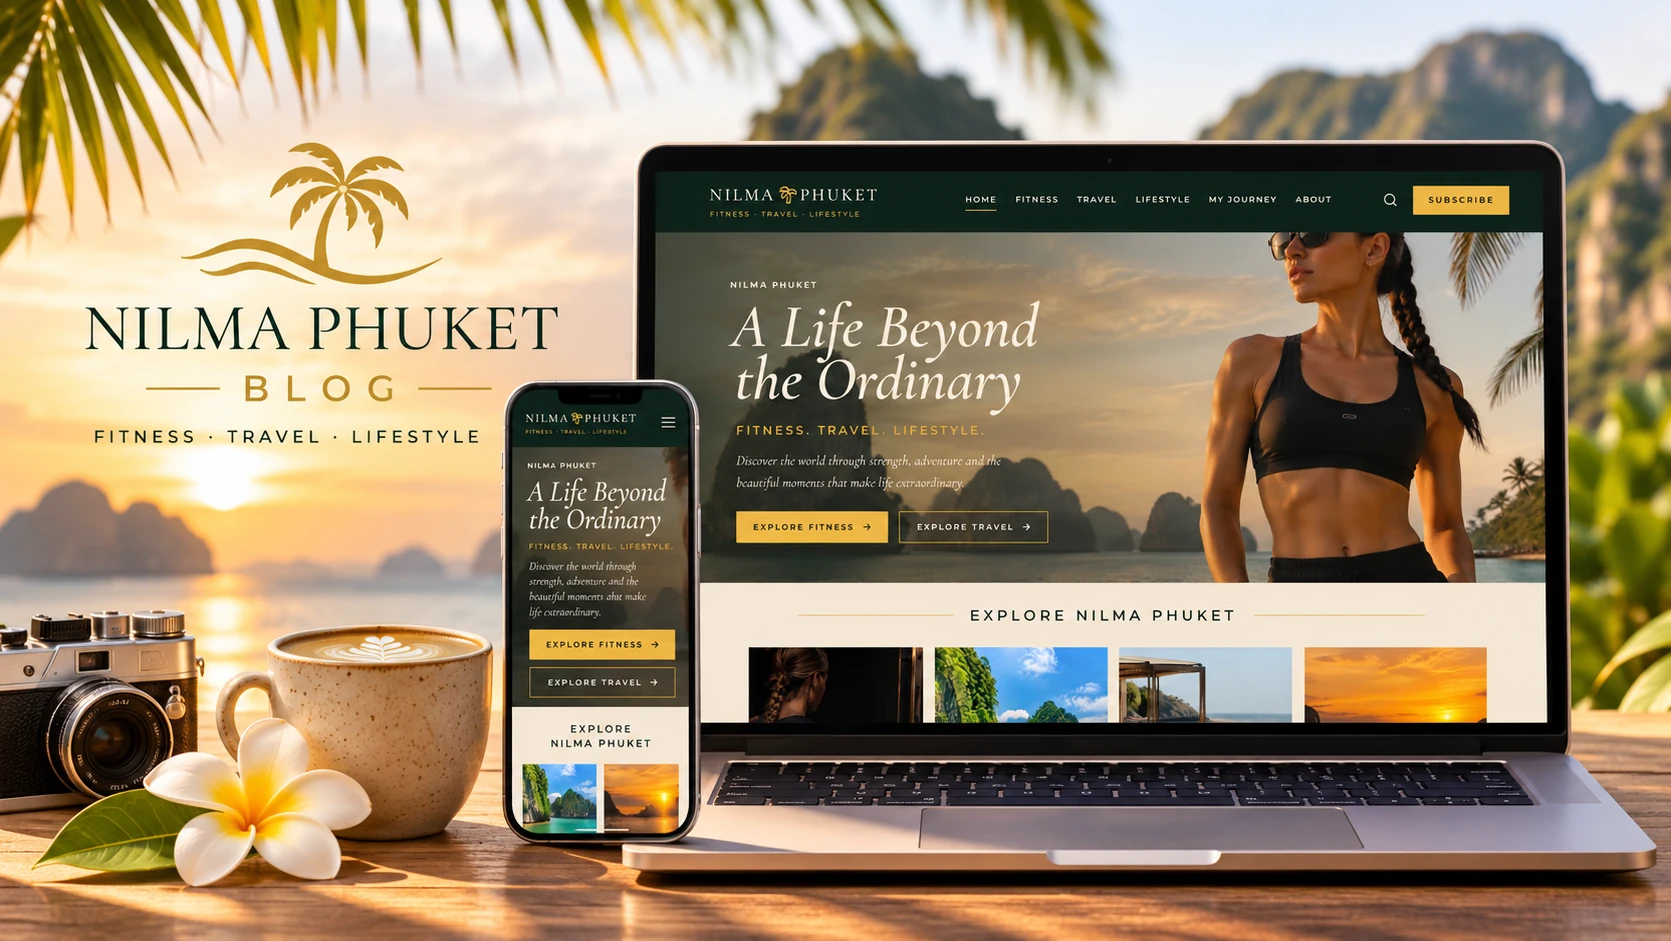 NILMA PHUKET
BLOG
FITNESS · TRAVEL · LIFESTYLE
NILMA PHUKET
FITNESS · TRAVEL · LIFESTYLE
HOME FITNESS TRAVEL LIFESTYLE MY JOURNEY ABOUT
SUBSCRIBE
NILMA PHUKET
A Life Beyond
the Ordinary
FITNESS. TRAVEL. LIFESTYLE.
Discover the world through strength, adventure and the
beautiful moments that make life extraordinary.
EXPLORE FITNESS →
EXPLORE TRAVEL →
EXPLORE NILMA PHUKET
NILMA PHUKET
FITNESS · TRAVEL · LIFESTYLE
NILMA PHUKET
A Life Beyond
the Ordinary
FITNESS. TRAVEL. LIFESTYLE.
Discover the world through
strength, adventure and the
beautiful moments make
life extraordinary.
EXPLORE FITNESS →
EXPLORE TRAVEL →
EXPLORE
NILMA PHUKET